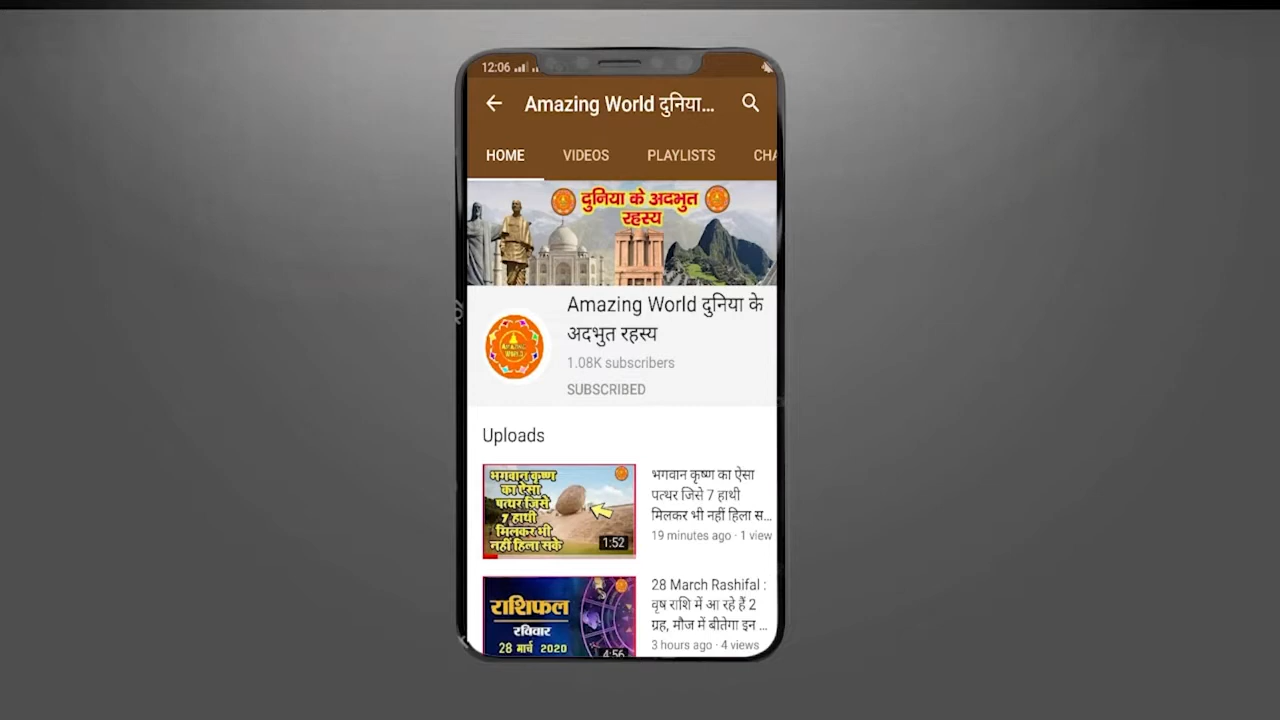 12:06
Amazing World दुनिया...
HOME VIDEOS PLAYLISTS CHA
दुनिया के अदभुत
रहस्य
Amazing World दुनिया के
अदभुत रहस्य
AMAZING
WORLD
1.08K subscribers
SUBSCRIBED
Uploads
भगवान कृष्ण
का ऐसा
पत्थर जिसे
7 हाथी
मिलकर भी
नहीं हिला सके
1:52
भगवान कृष्ण का ऐसा
पत्थर जिसे 7 हाथी
मिलकर भी नहीं हिला स...
19 minutes ago · 1 view
राशिफल
रविवार
28 मार्च 2020
4:56
28 March Rashifal :
वृष राशि में आ रहे हैं 2
ग्रह, मौज में बीतेगा इन ...
3 hours ago · 4 views